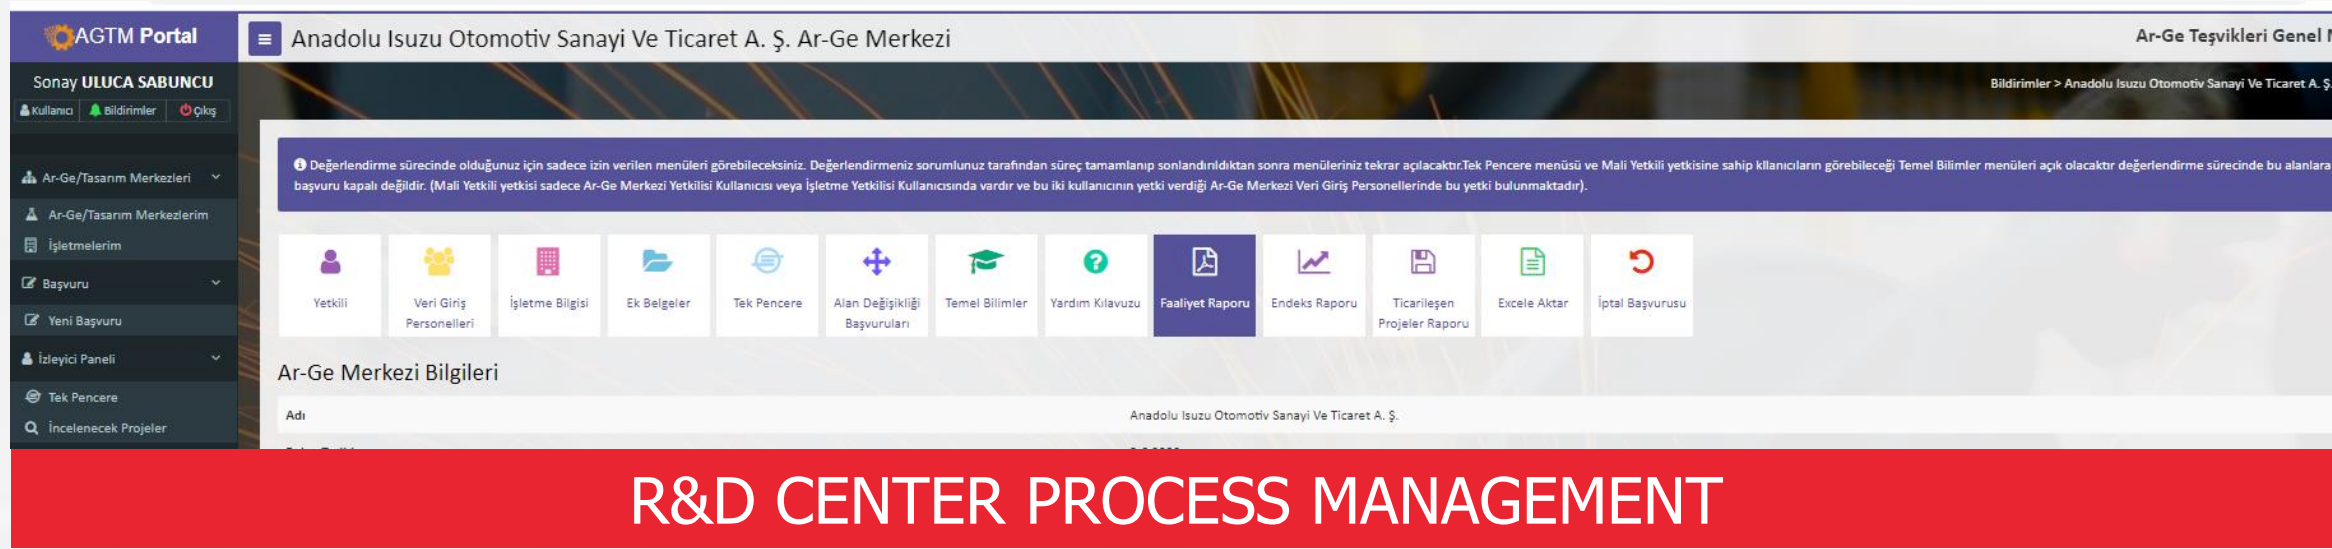 AGTM Portal
Anadolu Isuzu Otomotiv Sanayi Ve Ticaret A. Ş. Ar-Ge Merkezi
Ar-Ge Teşvikleri Genel
Sonay ULUCA SABUNCU
Kullanıcı Bildirimler Çıkış
Bildirimler > Anadolu Isuzu Otomotiv Sanayi Ve Ticaret A. Ş.
Değerlendirme sürecinde olduğunuz için sadece izin verilen menüleri görebileceksiniz. Değerlendirmeniz sorumlunuz tarafından süreç tamamlanıp sonlandırıldıktan sonra menüleriniz tekrar açılacaktır.Tek Pencere menüsü ve Mali Yetkili yetkisine sahip kllanıcıların görebileceği Temel Bilimler menüleri açık olacaktır değerlendirme sürecinde bu alanlara
başvuru kapalı değildir. (Mali Yetkili yetkisi sadece Ar-Ge Merkezi Yetkilisi Kullanıcısı veya İşletme Yetkilisi Kullanıcısında vardır ve bu iki kullanıcının yetki verdiği Ar-Ge Merkezi Veri Giriş Personellerinde bu yetki bulunmaktadır).
Ar-Ge/Tasarım Merkezleri
Ar-Ge/Tasarım Merkezlerim
İşletmelerim
Başvuru
Yeni Başvuru
İzleyici Paneli
Tek Pencere
İncelenecek Projeler
Yetkili
Veri Giriş
Personelleri
İşletme Bilgisi
Ek Belgeler
Tek Pencere
Alan Değişikliği
Başvuruları
Temel Bilimler
Yardım Kılavuzu
Faaliyet Raporu
Endeks Raporu
Ticarileşen
Projeler Raporu
Excele Aktar
İptal Başvurusu
Ar-Ge Merkezi Bilgileri
Adı
Anadolu Isuzu Otomotiv Sanayi Ve Ticaret A. Ş.
R&D CENTER PROCESS MANAGEMENT